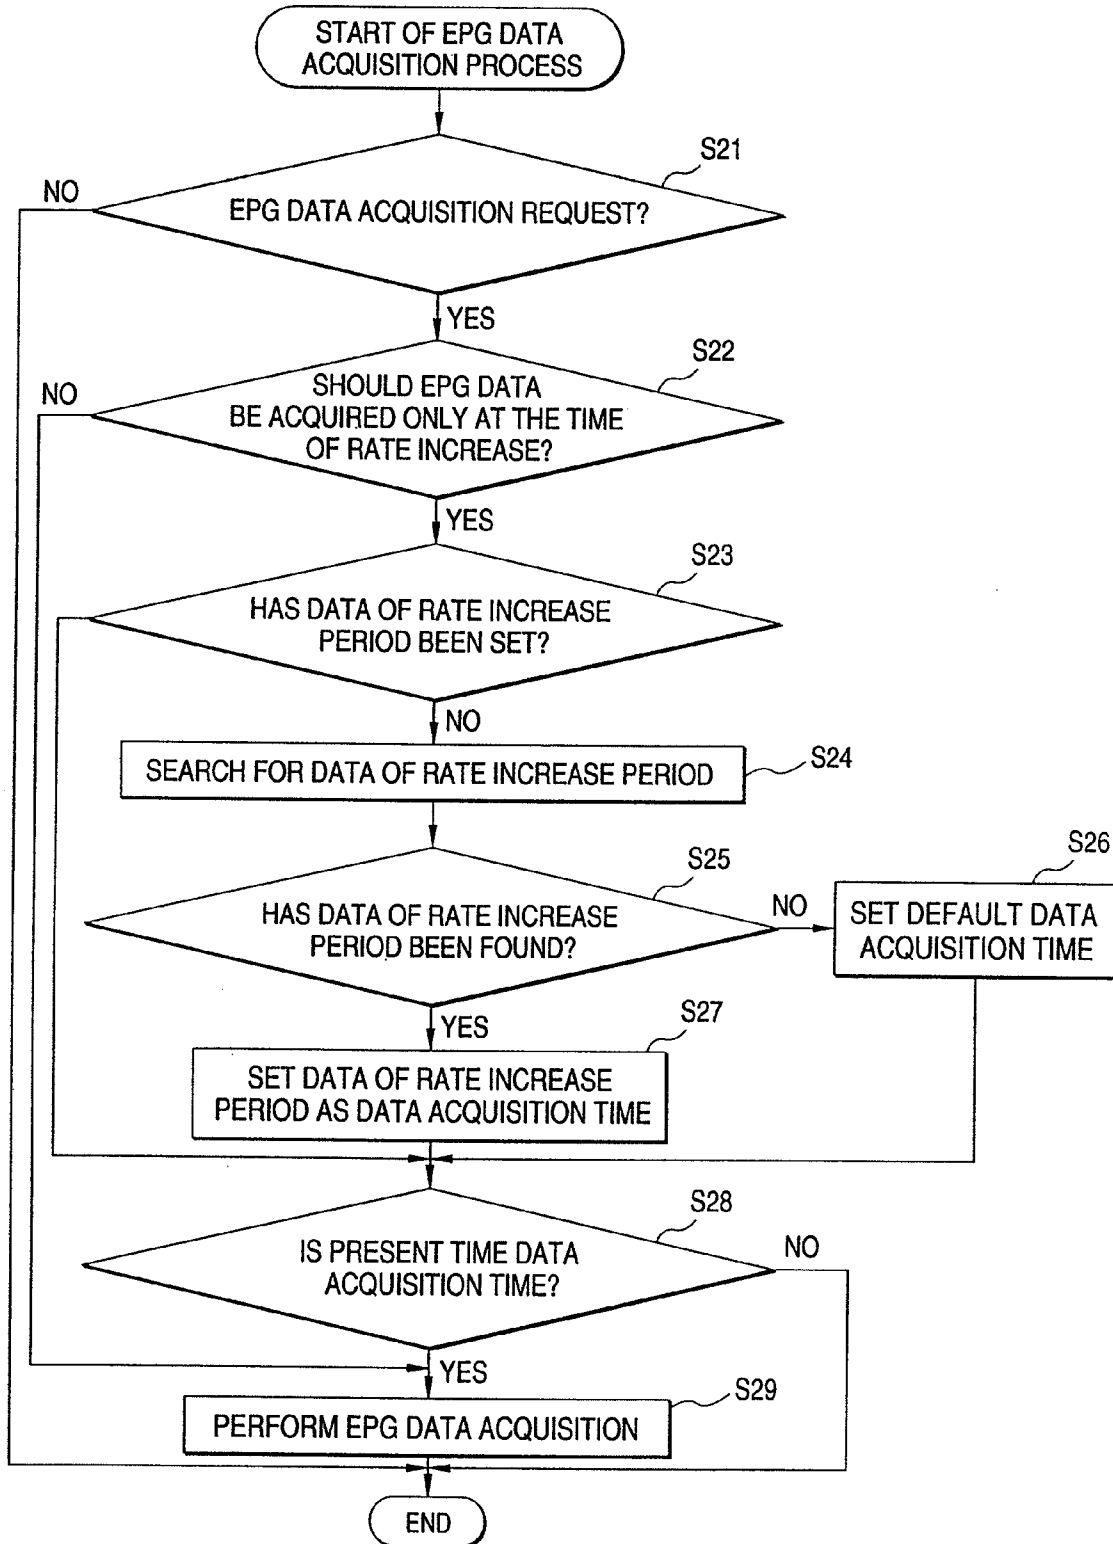 START OF EPG DATA
ACQUISITION PROCESS
S21
NO
EPG DATA ACQUISITION REQUEST?
YES
S22
NO
SHOULD EPG DATA
BE ACQUIRED ONLY AT THE TIME
OF RATE INCREASE?
YES
S23
HAS DATA OF RATE INCREASE
PERIOD BEEN SET?
NO
SEARCH FOR DATA OF RATE INCREASE PERIOD
S24
S25
HAS DATA OF RATE INCREASE
PERIOD BEEN FOUND?
NO
S26
SET DEFAULT DATA
ACQUISITION TIME
YES
S27
SET DATA OF RATE INCREASE
PERIOD AS DATA ACQUISITION TIME
S28
IS PRESENT TIME DATA
ACQUISITION TIME?
NO
YES
S29
PERFORM EPG DATA ACQUISITION
END